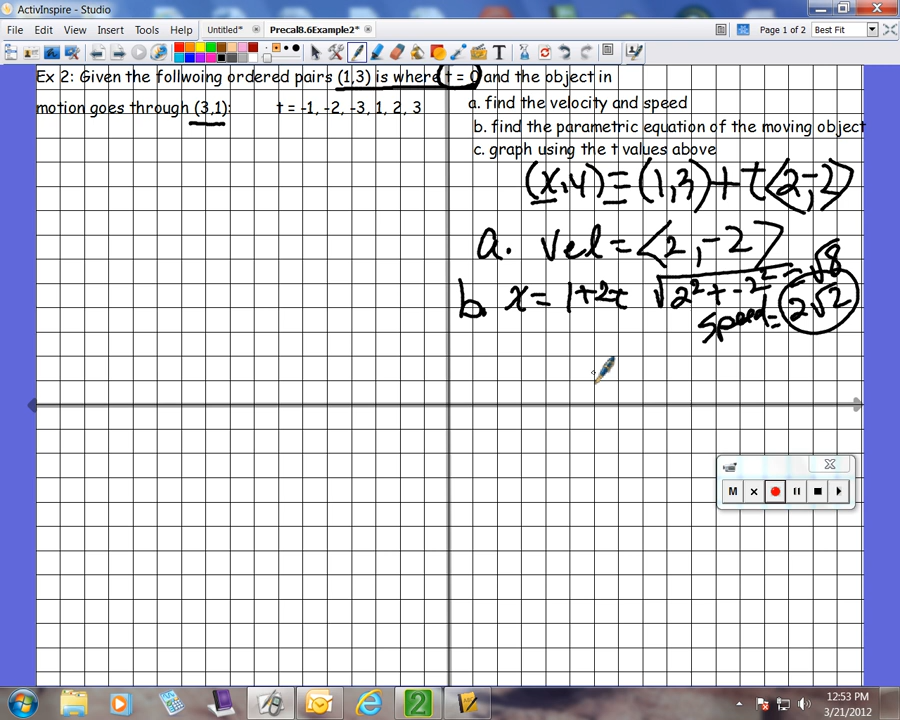 ActivInspire - Studio
File Edit View Insert Tools Help Untitled* Precal8.6Example2* Page 1 of 2 Best Fit
Ex 2: Given the follwoing ordered pairs (1,3) is where t = 0 and the object in
motion goes through (3,1): t = -1, -2, -3, 1, 2, 3
a. find the velocity and speed
b. find the parametric equation of the moving object
c. graph using the t values above
(x,y) = (1,3) + t<2,-2>
a. Vel = <2,-2>
√2² + -2² = √8
b. x = 1+2t
speed = 2√2
M
2
12:53 PM
3/21/2012